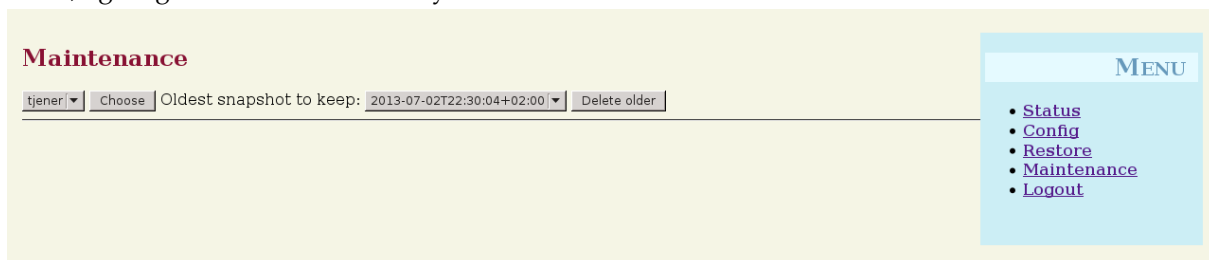 Maintenance
tjener Choose Oldest snapshot to keep: 2013-07-02T22:30:04+02:00 Delete older
MENU
Status
Config
Restore
Maintenance
Logout